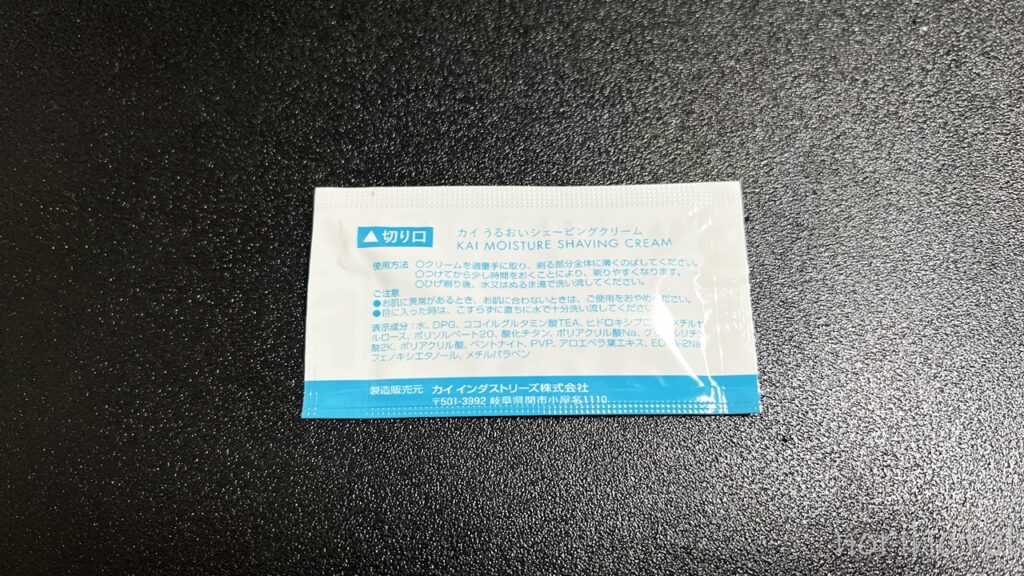 ▲切り口
カイ うるおいシェービングクリーム
KAI MOISTURE SHAVING CREAM
使用方法 ○クリームを適量手に取り、剃る部分全体に薄くのばしてください。
○つけてから少し時間をおくことにより、剃りやすくなります。
○ひげ剃り後、水又はぬるま湯で洗い流してください。
ご注意
●お肌に異常があるとき、お肌に合わないときは、ご使用をおやめください。
●目に入った時は、こすらずに直ちに水で十分洗い流してください。
表示成分：水、DPG、ココイルグルタミン酸TEA、ヒドロキシプロ メチルセ
ルロース、ポリソルベート20、酸化チタン、ポリアクリル酸Na、グ レリチン
酸2K、ポリアクリル酸、ベントナイト、PVP、アロエベラ葉エキス、ED -2Na
フェノキシエタノール、メチルパラベン
製造販売元 カイ インダストリーズ株式会社
〒501-3992 岐阜県関市小屋名1110